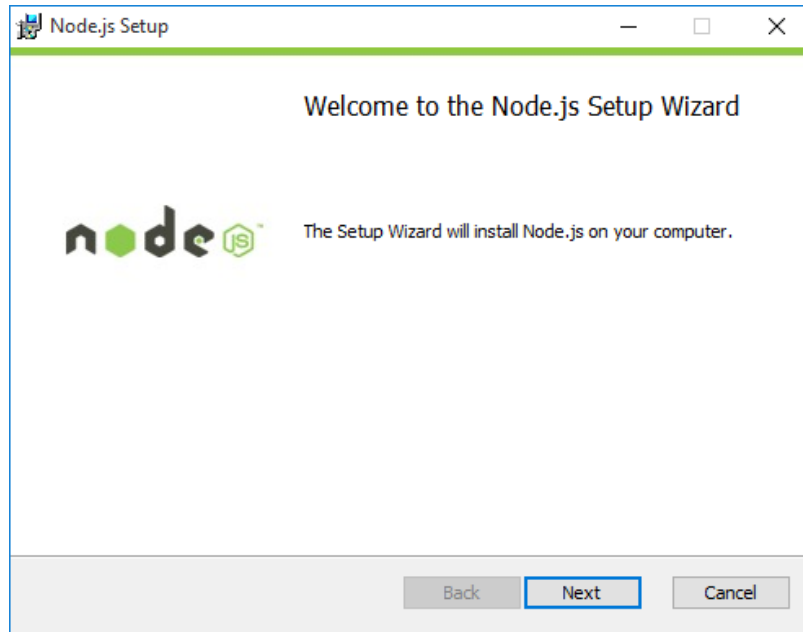 Node.js Setup
Welcome to the Node.js Setup Wizard
node JS™
The Setup Wizard will install Node.js on your computer.
Back Next Cancel